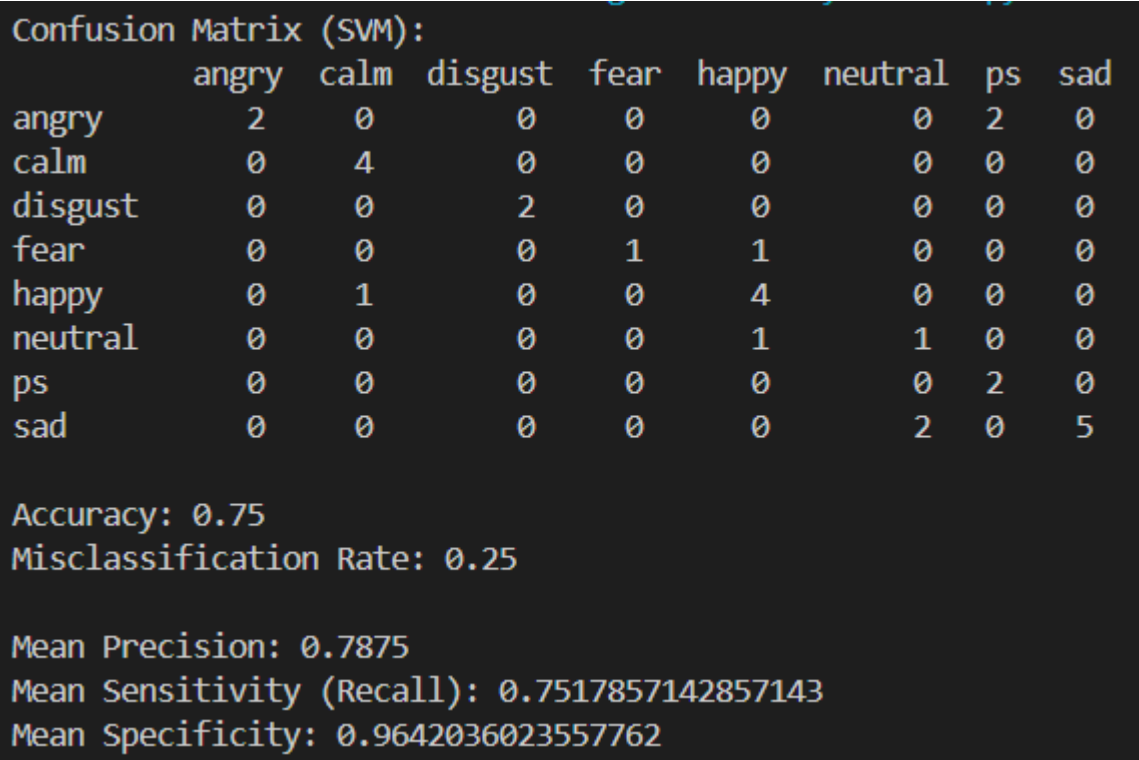 Confusion Matrix (SVM):
angry calm disgust fear happy neutral ps sad
angry 2 0 0 0 0 0 2 0
calm 0 4 0 0 0 0 0 0
disgust 0 0 2 0 0 0 0 0
fear 0 0 0 1 1 0 0 0
happy 0 1 0 0 4 0 0 0
neutral 0 0 0 0 1 1 0 0
ps 0 0 0 0 0 0 2 0
sad 0 0 0 0 0 2 0 5
Accuracy: 0.75
Misclassification Rate: 0.25
Mean Precision: 0.7875
Mean Sensitivity (Recall): 0.7517857142857143
Mean Specificity: 0.9642036023557762